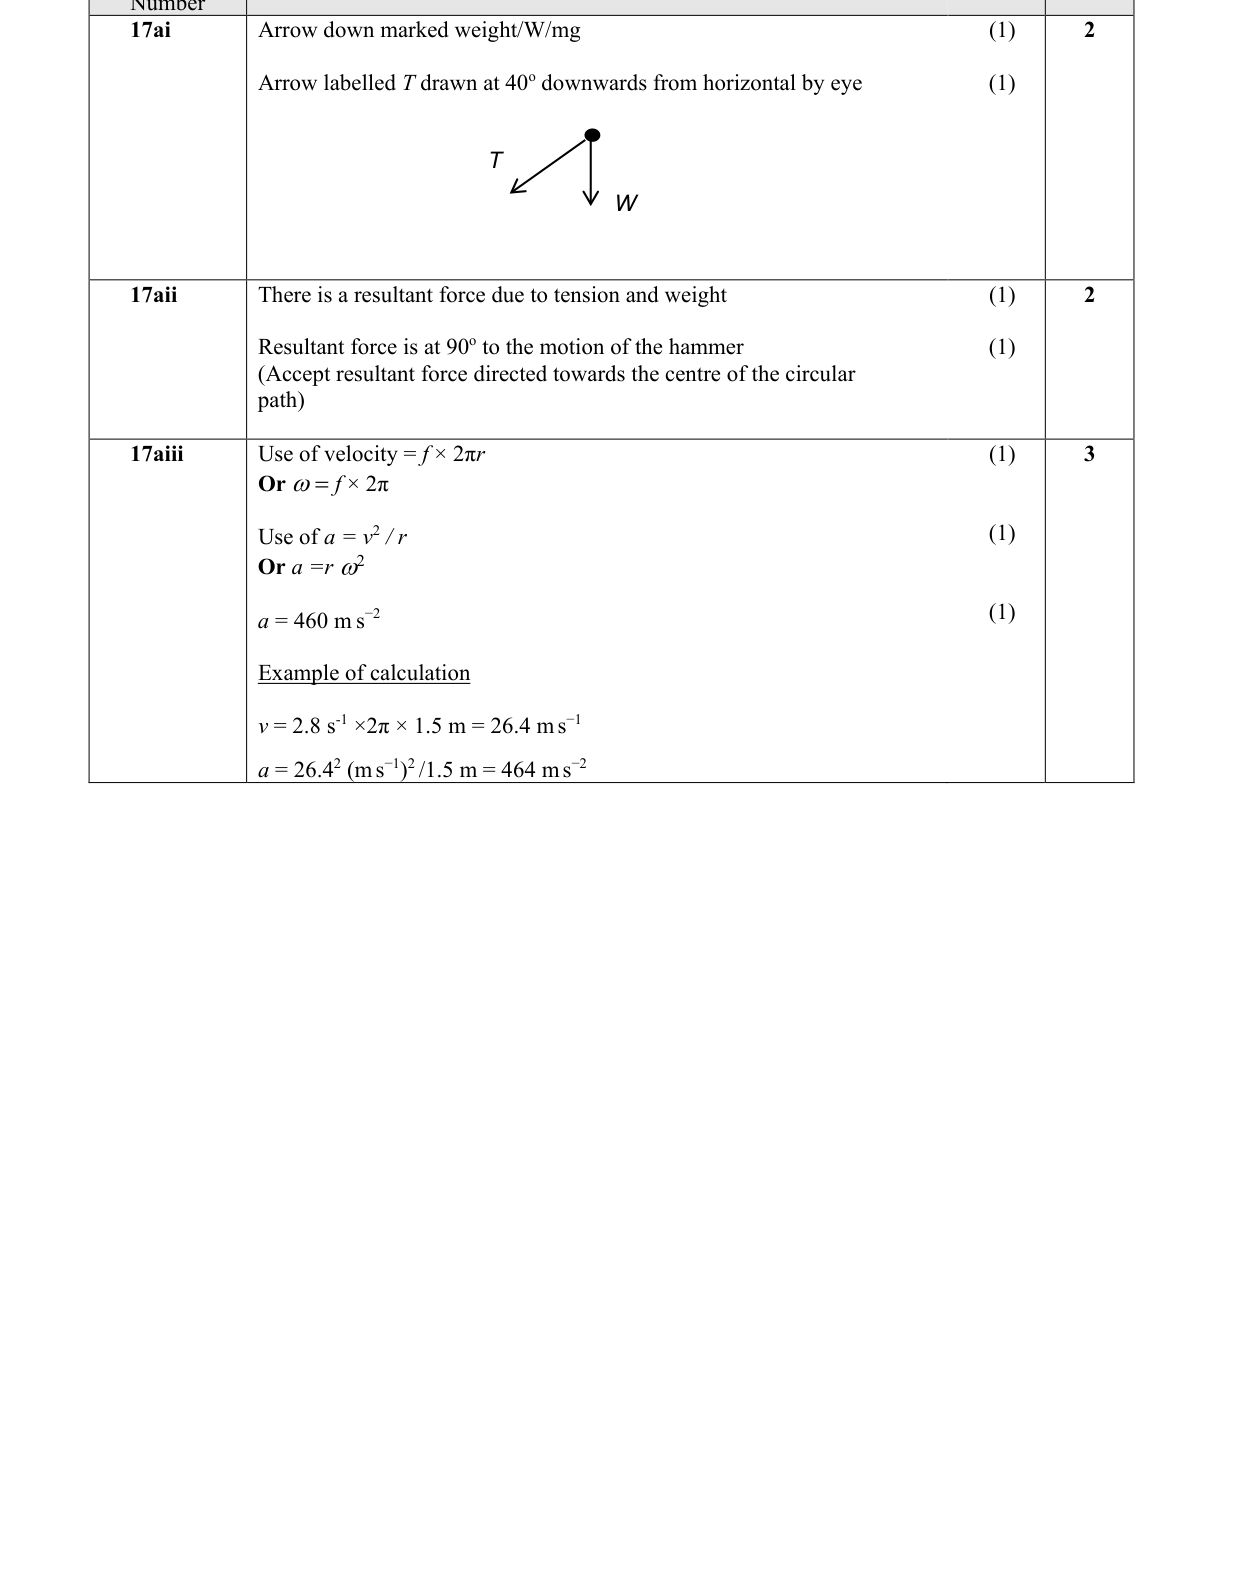 Number
17ai Arrow down marked weight/W/mg (1) 2
Arrow labelled T drawn at 40º downwards from horizontal by eye (1)
T
W
17aii There is a resultant force due to tension and weight (1) 2
Resultant force is at 90º to the motion of the hammer (1)
(Accept resultant force directed towards the centre of the circular
path)
17aiii Use of velocity = f × 2πr (1) 3
Or ω = f × 2π
Use of a = v² / r (1)
Or a =r ω²
a = 460 m s⁻² (1)
Example of calculation
v = 2.8 s⁻¹ ×2π × 1.5 m = 26.4 m s⁻¹
a = 26.4² (m s⁻¹)² /1.5 m = 464 m s⁻²